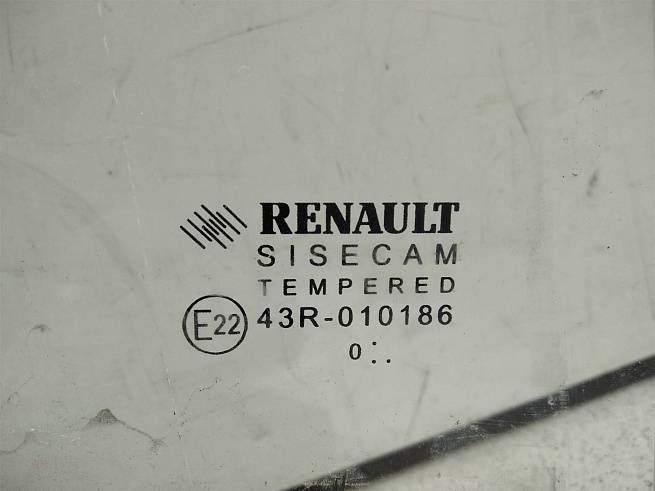 RENAULT
SISECAM
TEMPERED
E22 43R-010186
0 :..